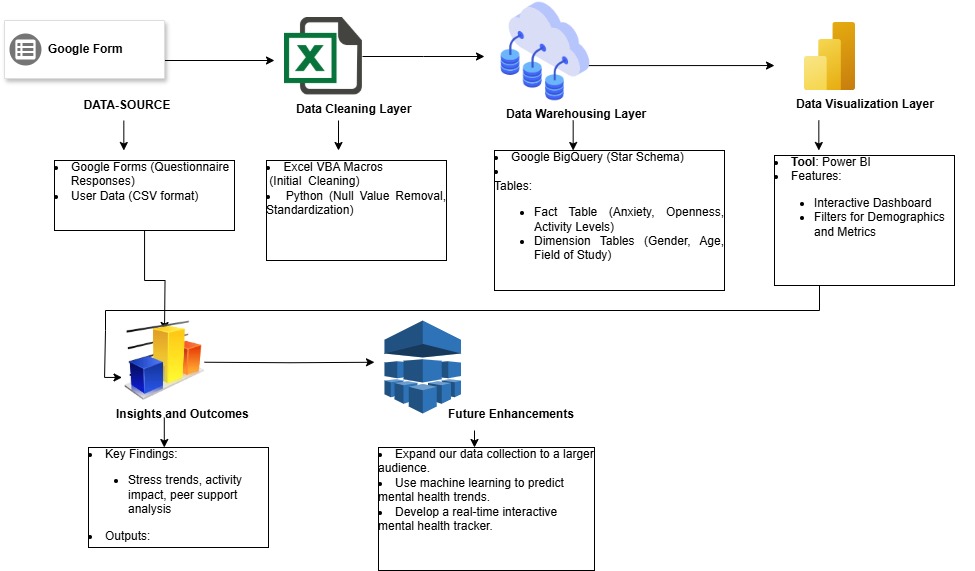 Google Form
DATA-SOURCE
Data Cleaning Layer
Data Warehousing Layer
Data Visualization Layer
• Google Forms (Questionnaire
Responses)
• User Data (CSV format)
• Excel VBA Macros
(Initial Cleaning)
• Python (Null Value Removal,
Standardization)
• Google BigQuery (Star Schema)
•
Tables:
• Fact Table (Anxiety, Openness,
Activity Levels)
• Dimension Tables (Gender, Age,
Field of Study)
• Tool: Power BI
• Features:
• Interactive Dashboard
• Filters for Demographics
and Metrics
Insights and Outcomes
Future Enhancements
• Key Findings:
• Stress trends, activity
impact, peer support
analysis
• Outputs:
• Expand our data collection to a larger
audience.
• Use machine learning to predict
mental health trends.
• Develop a real-time interactive
mental health tracker.